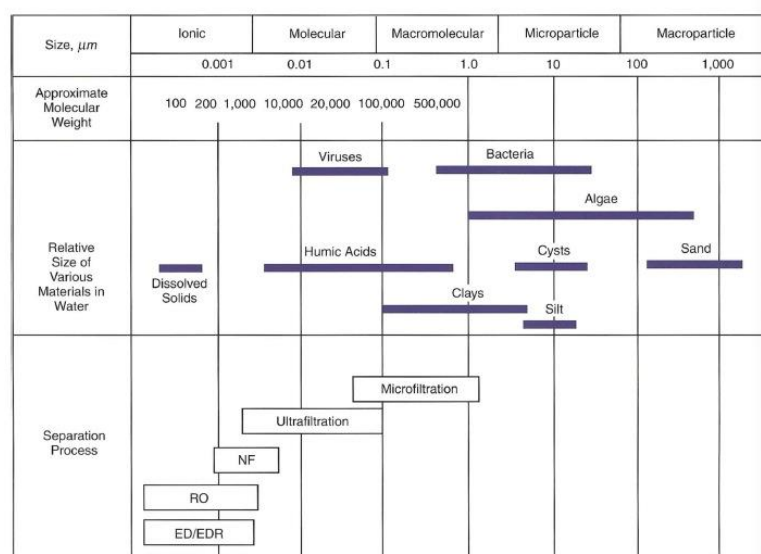 Size, μm
Ionic
Molecular
Macromolecular
Microparticle
Macroparticle
0.001
0.01
0.1
1.0
10
100
1,000
Approximate
Molecular
Weight
100
200
1,000
10,000
20,000
100,000
500,000
Relative
Size of
Various
Materials in
Water
Viruses
Bacteria
Algae
Dissolved
Solids
Humic Acids
Cysts
Sand
Clays
Silt
Separation
Process
Microfiltration
Ultrafiltration
NF
RO
ED/EDR